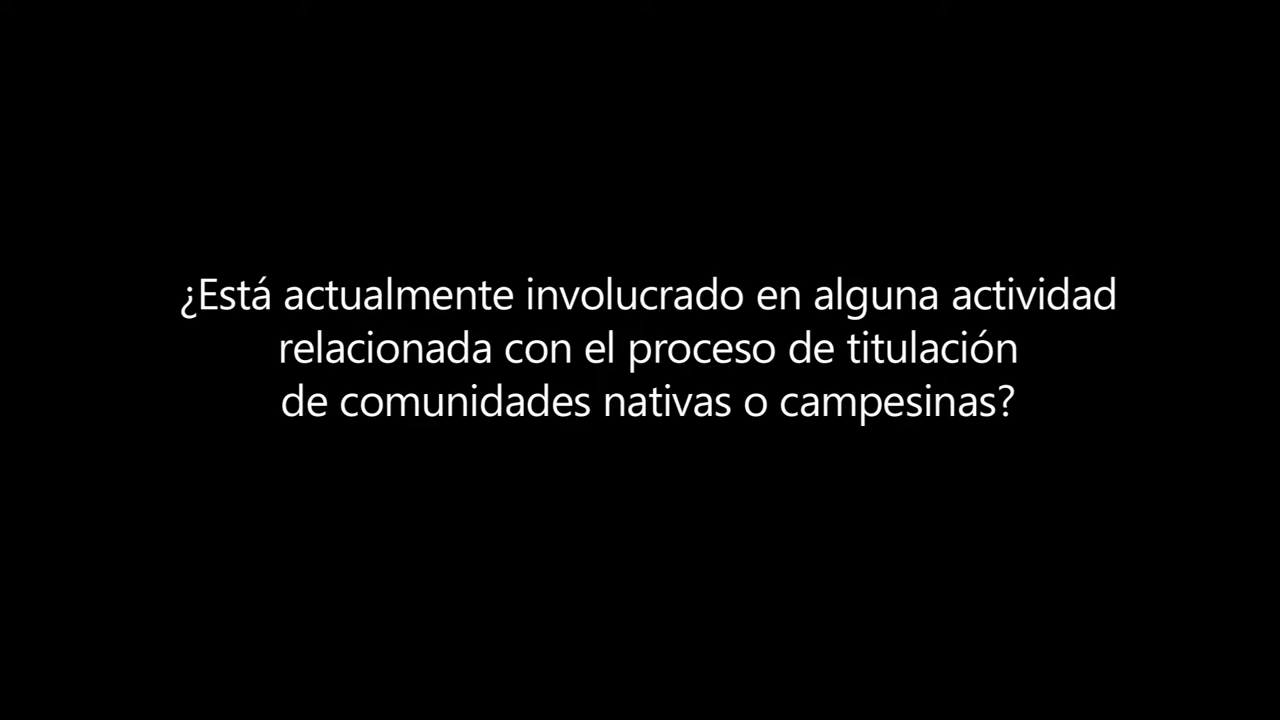 ¿Está actualmente involucrado en alguna actividad
relacionada con el proceso de titulación
de comunidades nativas o campesinas?